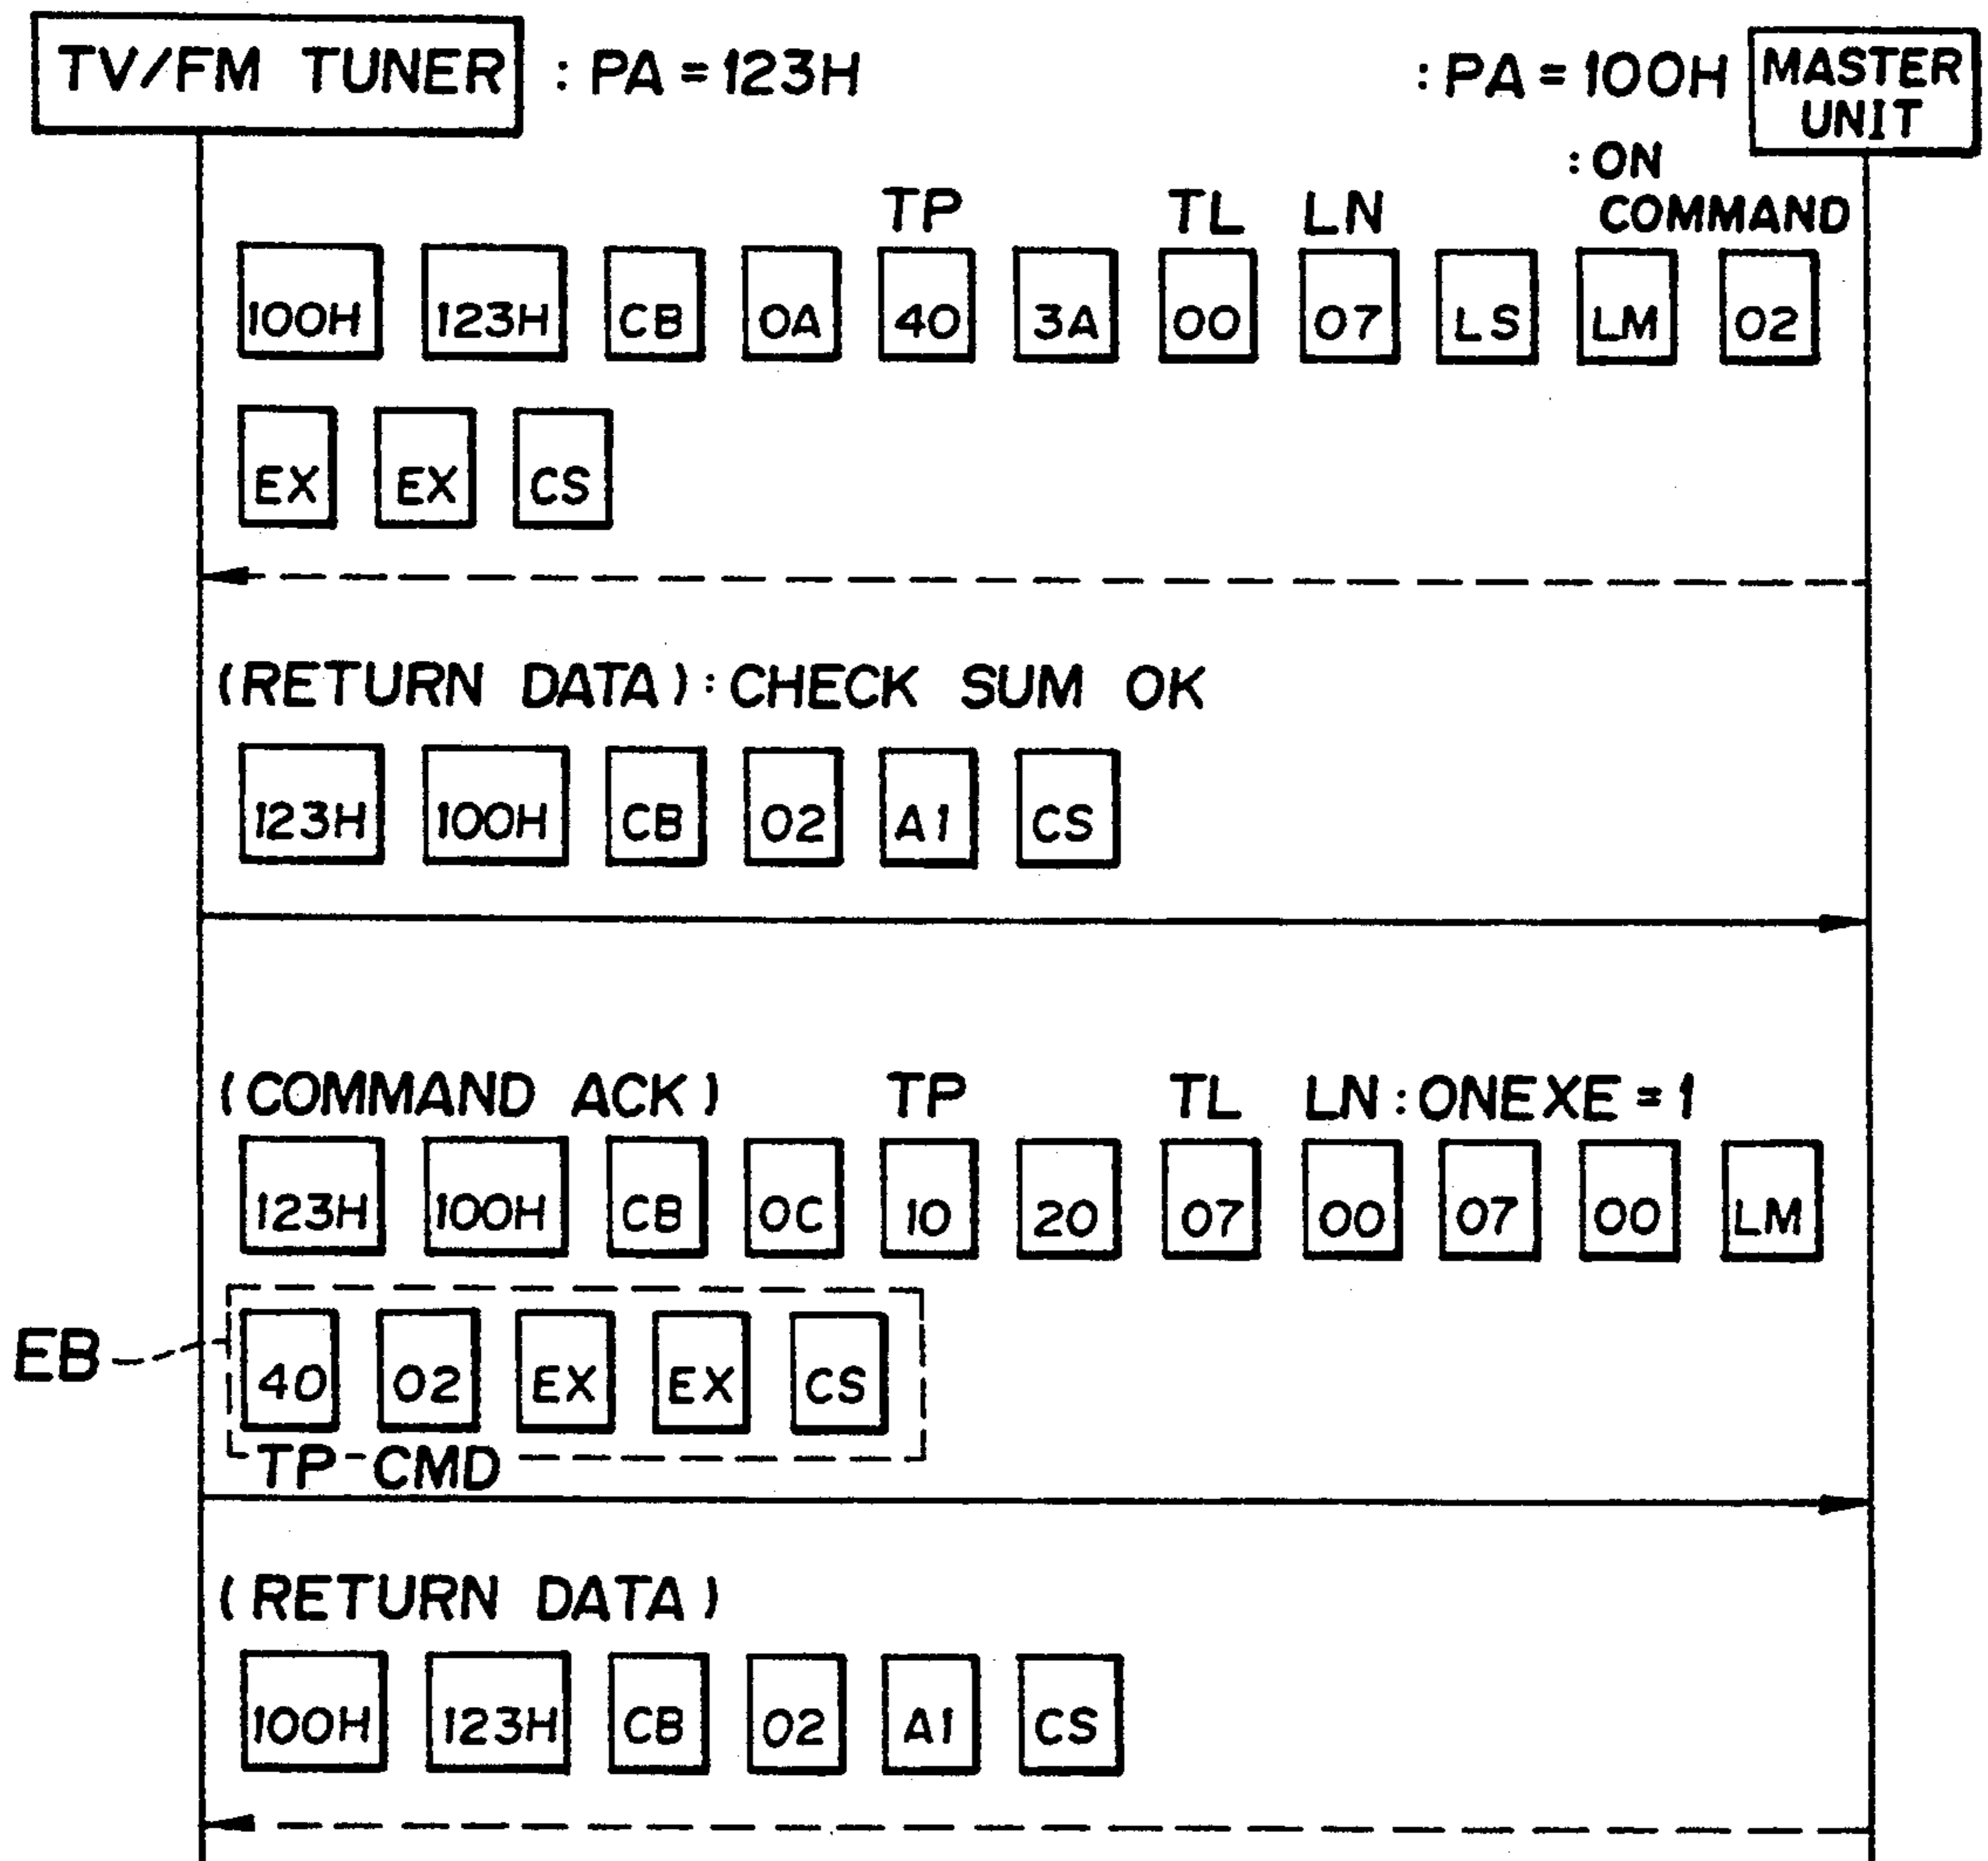 TV/FM TUNER : PA = 123H : PA = 100H MASTER UNIT
: ON COMMAND
TP TL LN
100H 123H CB 0A 40 3A 00 07 LS LM 02
EX EX CS
(RETURN DATA) : CHECK SUM OK
123H 100H CB 02 A1 CS
(COMMAND ACK) TP TL LN : ONEXE = 1
123H 100H CB 0C 10 20 07 00 07 00 LM
EB 40 02 EX EX CS
TP-CMD
(RETURN DATA)
100H 123H CB 02 A1 CS